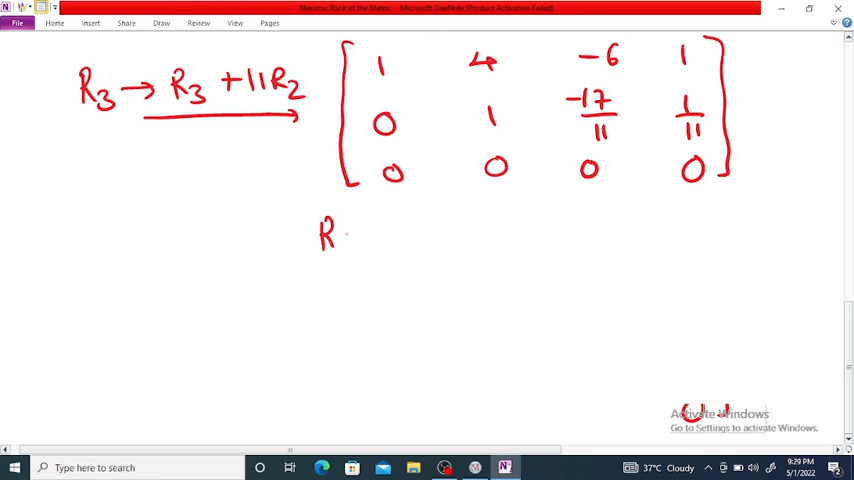 Maxima: Rank of the Matrix - Microsoft OneNote (Product Activation Failed)
File Home Insert Share Draw Review View Pages
R3 → R3 + 11R2
1 4 -6 1
0 1 -17/11 1/11
0 0 0 0
R
Activate Windows
Go to Settings to activate Windows.
Type here to search
37°C Cloudy
9:29 PM
5/1/2022
2